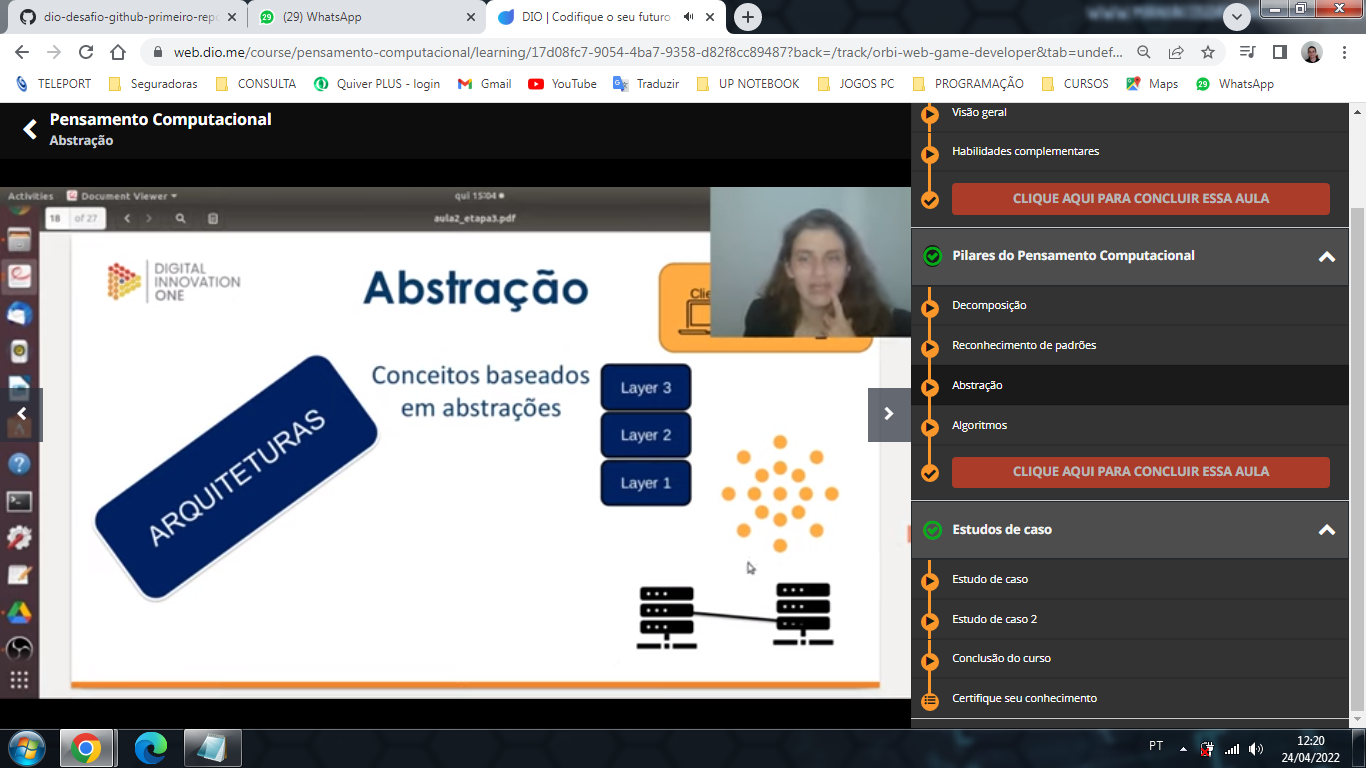 dio-desafio-github-primeiro-repo
(29) WhatsApp
DIO | Codifique o seu futuro
web.dio.me/course/pensamento-computacional/learning/17d08fc7-9054-4ba7-9358-d82f8cc89487?back=/track/orbi-web-game-developer&tab=undef...
TELEPORT
Seguradoras
CONSULTA
Quiver PLUS - login
Gmail
YouTube
Traduzir
UP NOTEBOOK
JOGOS PC
PROGRAMAÇÃO
CURSOS
Maps
29
WhatsApp
Pensamento Computacional
Abstração
Activities
Document Viewer
qui 15:04
18 of 27
aula2_etapa3.pdf
DIGITAL
INNOVATION
ONE
Abstração
Clie
Conceitos baseados
em abstrações
Layer 3
Layer 2
Layer 1
ARQUITETURAS
Visão geral
Habilidades complementares
CLIQUE AQUI PARA CONCLUIR ESSA AULA
Pilares do Pensamento Computacional
Decomposição
Reconhecimento de padrões
Abstração
Algoritmos
CLIQUE AQUI PARA CONCLUIR ESSA AULA
Estudos de caso
Estudo de caso
Estudo de caso 2
Conclusão do curso
Certifique seu conhecimento
PT
12:20
24/04/2022